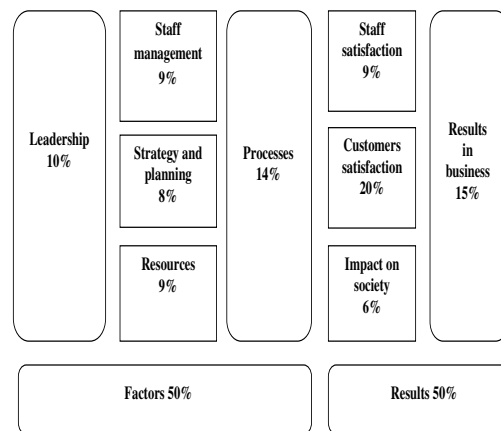 Leadership
10%
Staff
management
9%
Strategy and
planning
8%
Resources
9%
Processes
14%
Staff
satisfaction
9%
Customers
satisfaction
20%
Impact on
society
6%
Results
in
business
15%
Factors 50%
Results 50%